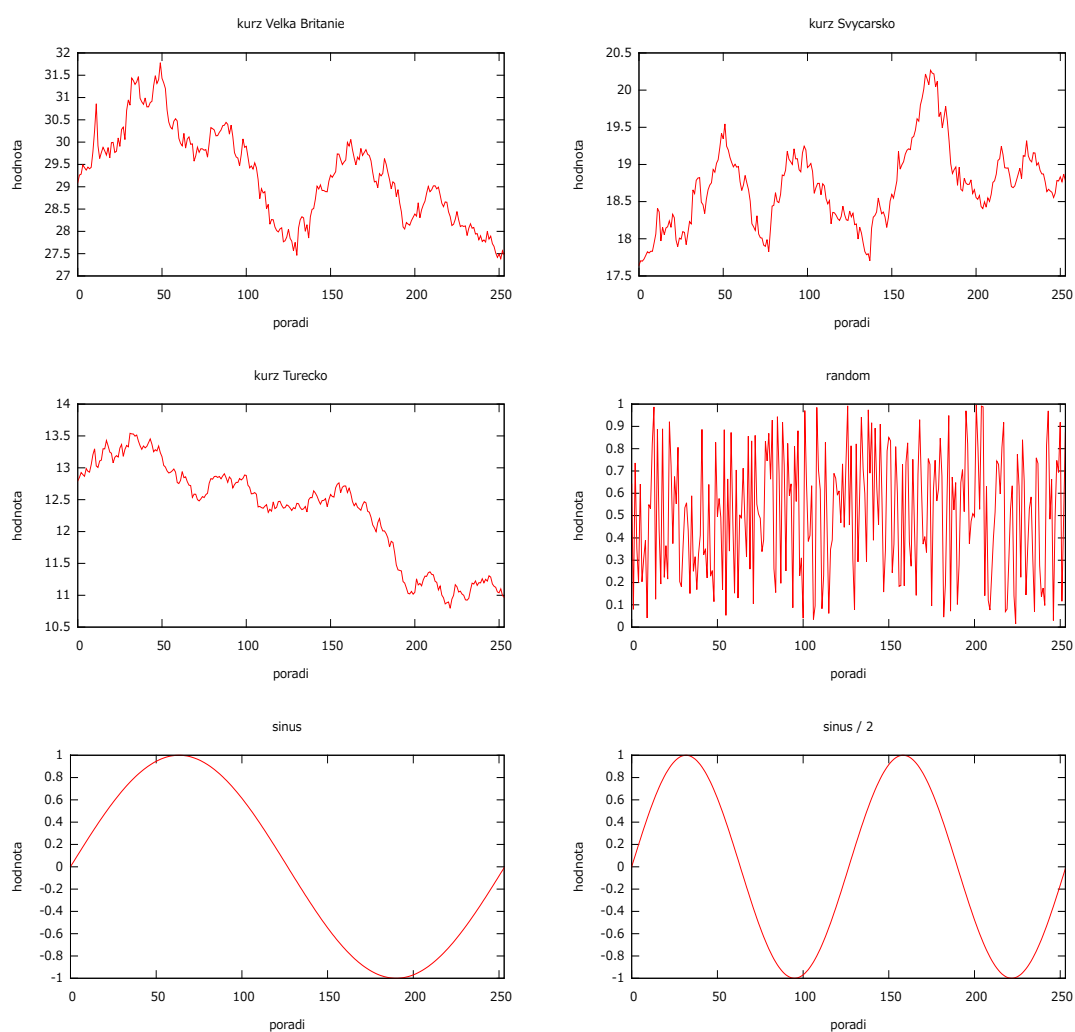 kurz Velka Britanie
hodnota
32
31.5
31
30.5
30
29.5
29
28.5
28
27.5
27
0 50 100 150 200 250
poradi
kurz Svycarsko
hodnota
20.5
20
19.5
19
18.5
18
17.5
0 50 100 150 200 250
poradi
kurz Turecko
hodnota
14
13.5
13
12.5
12
11.5
11
10.5
0 50 100 150 200 250
poradi
random
hodnota
1
0.9
0.8
0.7
0.6
0.5
0.4
0.3
0.2
0.1
0
0 50 100 150 200 250
poradi
sinus
hodnota
1
0.8
0.6
0.4
0.2
0
-0.2
-0.4
-0.6
-0.8
-1
0 50 100 150 200 250
poradi
sinus / 2
hodnota
1
0.8
0.6
0.4
0.2
0
-0.2
-0.4
-0.6
-0.8
-1
0 50 100 150 200 250
poradi